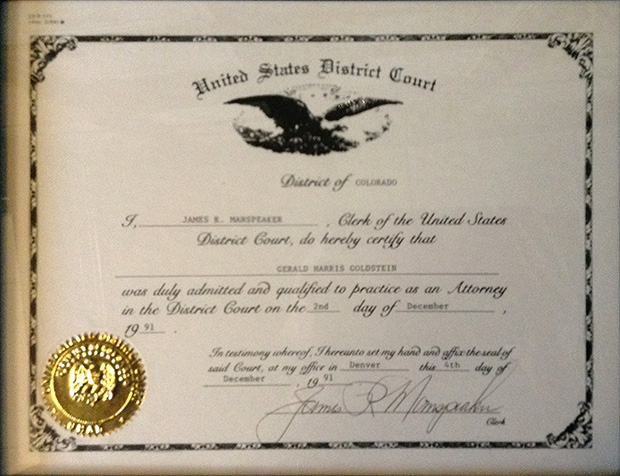 United States District Court
District of COLORADO
I, JAMES R. MANSPEAKER , Clerk of the United States
District Court, do hereby certify that
GERALD HARRIS GOLDSTEIN
was duly admitted and qualified to practice as an Attorney
in the District Court on the 2nd day of December ,
19 91 .
In testimony whereof, I hereunto set my hand and affix the seal of
said Court, at my office in Denver this 4th day of
December , 19 91
James R Manspeaker
Clerk
SEAL